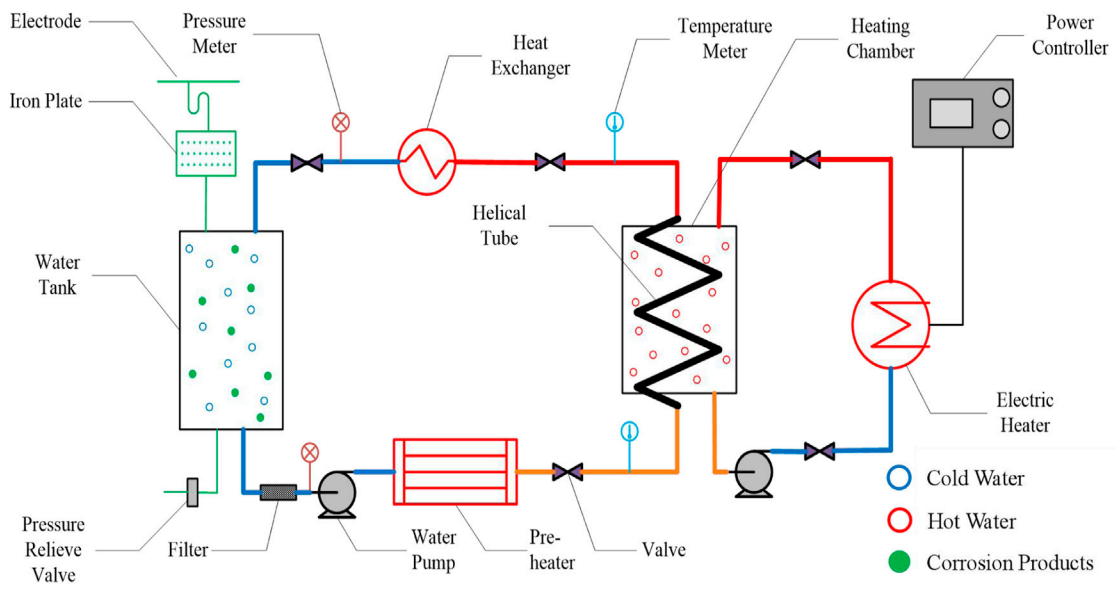 Electrode
Pressure
Meter
Heat
Exchanger
Temperature
Meter
Heating
Chamber
Power
Controller
Iron Plate
Helical
Tube
Water
Tank
Electric
Heater
Cold Water
Hot Water
Corrosion Products
Pressure
Relieve
Valve
Filter
Water
Pump
Pre-
heater
Valve